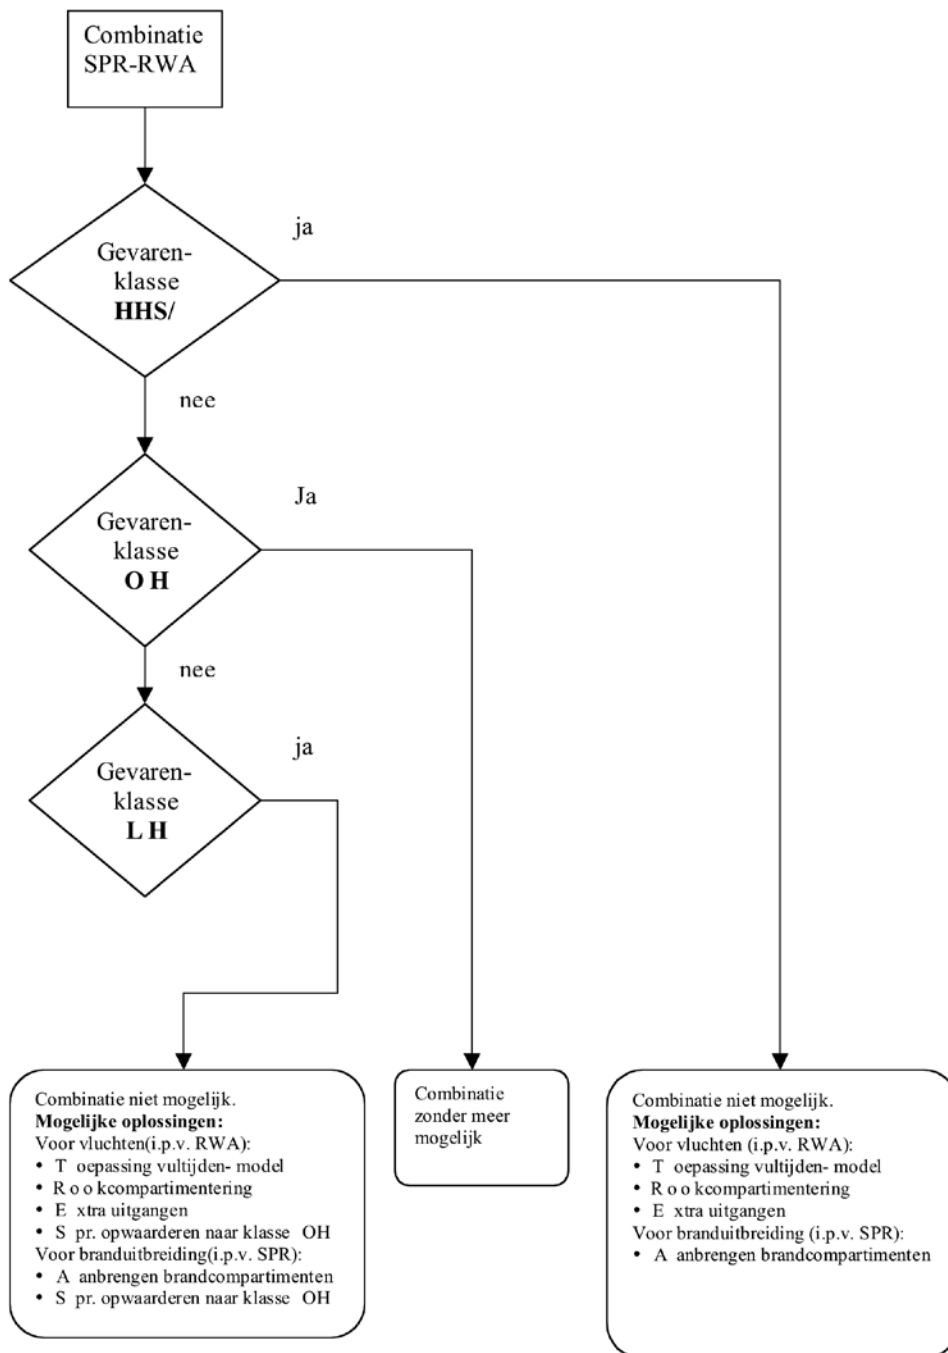 Combinatie
SPR-RWA
ja
Gevaren-
klasse
HHS/
nee
Ja
Gevaren-
klasse
O H
nee
ja
Gevaren-
klasse
L H
Combinatie niet mogelijk.
Mogelijke oplossingen:
Voor vluchten(i.p.v. RWA):
• T oepassing vultijden- model
• R o o kcompartimentering
• E xtra uitgangen
• S pr. opwaarderen naar klasse OH
Voor branduitbreiding(i.p.v. SPR):
• A anbrengen brandcompartimenten
• S pr. opwaarderen naar klasse OH
Combinatie
zonder meer
mogelijk
Combinatie niet mogelijk.
Mogelijke oplossingen:
Voor vluchten (i.p.v. RWA):
• T oepassing vultijden- model
• R o o kcompartimentering
• E xtra uitgangen
Voor branduitbreiding (i.p.v. SPR):
• A anbrengen brandcompartimenten